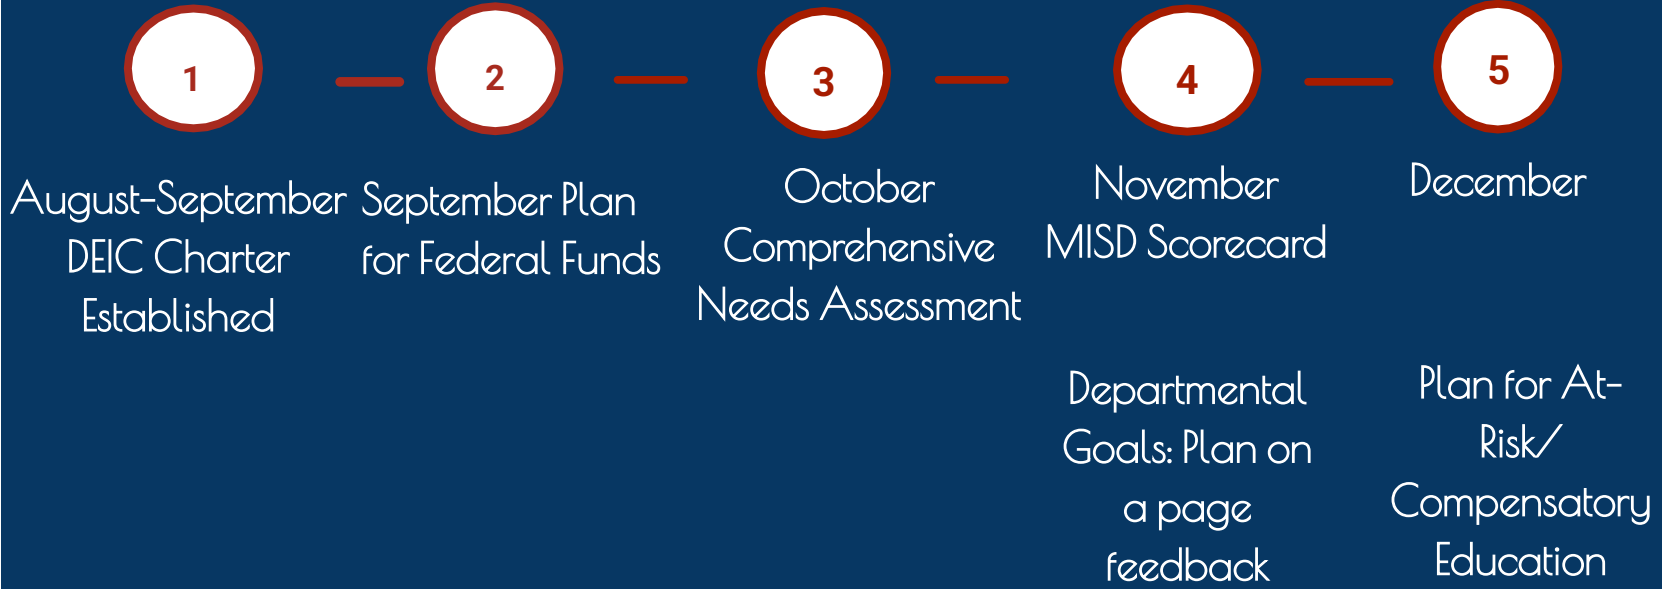 1
2
3
4
5
August-September
DEIC Charter
Established
September Plan
for Federal Funds
October
Comprehensive
Needs Assessment
November
MISD Scorecard
Departmental
Goals: Plan on
a page
feedback
December
Plan for At-
Risk/
Compensatory
Education